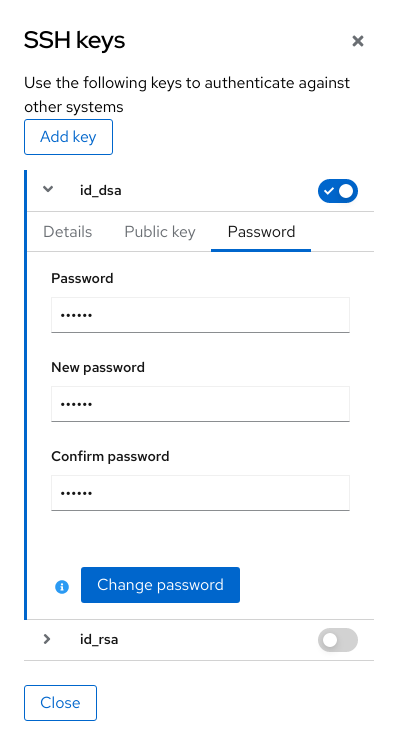 SSH keys
Use the following keys to authenticate against
other systems
Add key
id_dsa
Details Public key Password
Password
••••••
New password
••••••
Confirm password
••••••
Change password
id_rsa
Close